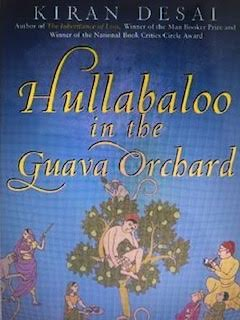 KIRAN DESAI
Author of The Inheritance of Loss, Winner of the Man Booker Prize and
Winner of the National Book Critics Circle Award
Hullabaloo
in the
Guava Orchard